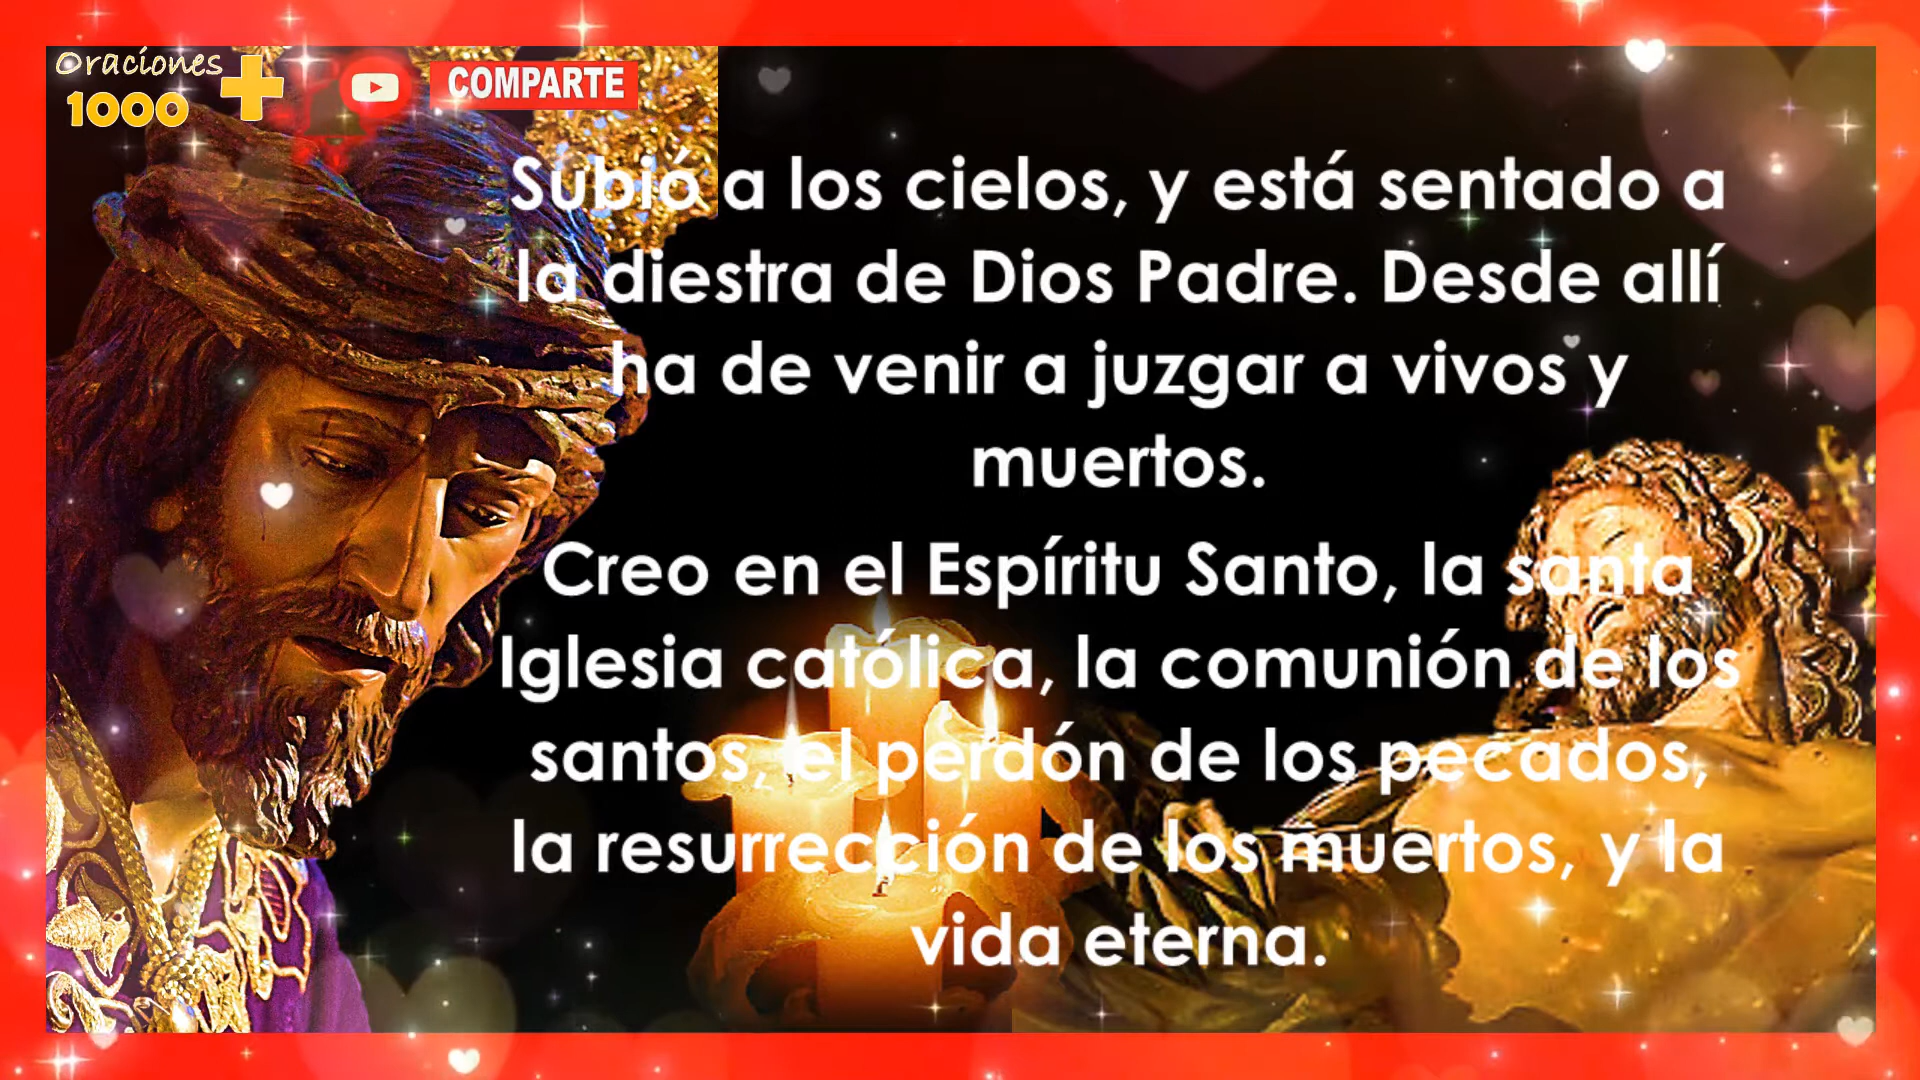 Oraciones
1000
COMPARTE
Subió a los cielos, y está sentado a
la diestra de Dios Padre. Desde allí
ha de venir a juzgar a vivos y
muertos.
Creo en el Espíritu Santo, la santa
Iglesia católica, la comunión de los
santos, el perdón de los pecados,
la resurrección de los muertos, y la
vida eterna.